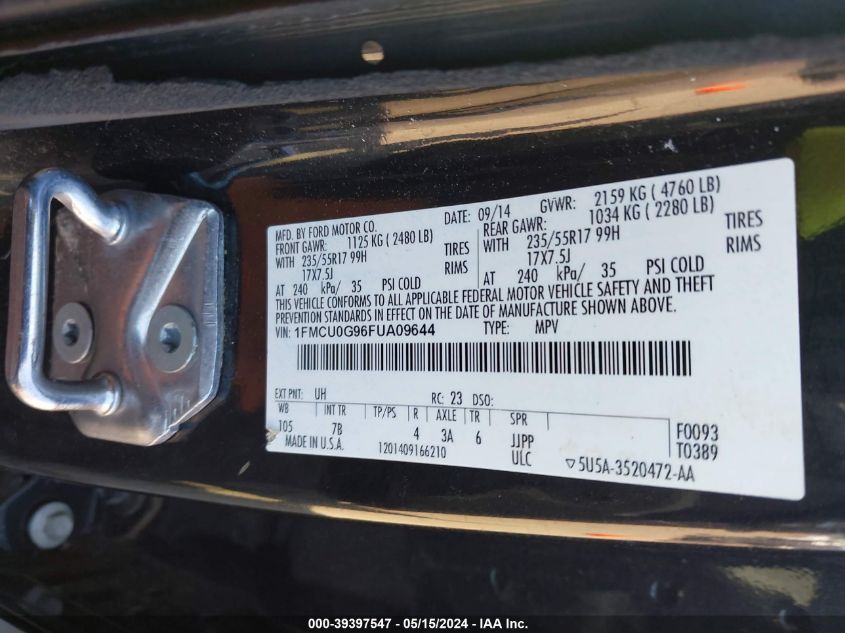 MFD. BY FORD MOTOR CO. DATE: 09/14 GVWR: 2159 KG ( 4760 LB)
FRONT GAWR: 1125 KG ( 2480 LB) REAR GAWR: 1034 KG ( 2280 LB)
WITH 235/55R17 99H TIRES WITH 235/55R17 99H TIRES
17X7.5J RIMS 17X7.5J RIMS
AT 240 kPa/ 35 PSI COLD AT 240 kPa/ 35 PSI COLD
THIS VEHICLE CONFORMS TO ALL APPLICABLE FEDERAL MOTOR VEHICLE SAFETY AND THEFT
PREVENTION STANDARDS IN EFFECT ON THE DATE OF MANUFACTURE SHOWN ABOVE.
VIN: 1FMCU0G96FUA09644 TYPE: MPV
EXT PNT: UH RC: 23 DSO:
WB INT TR TP/PS R AXLE TR SPR
105 7B 4 3A 6 JJPP F0093
MADE IN U.S.A. 1201409166210 ULC T0389
▽5U5A-3520472-AA
000-39397547 - 05/15/2024 - IAA Inc.